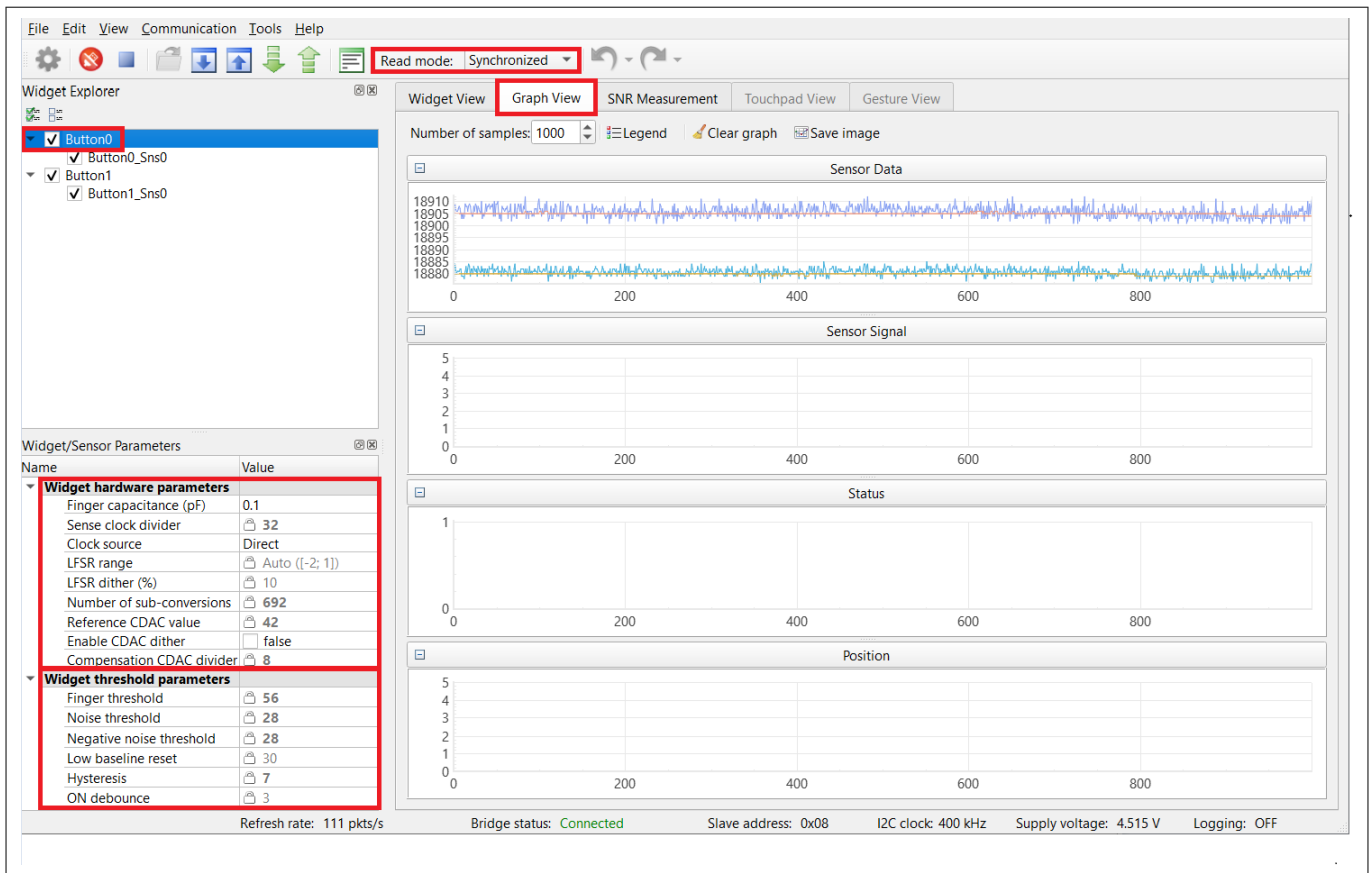 File Edit View Communication Tools Help
Read mode: Synchronized
Widget Explorer
Button0
Button0_Sns0
Button1
Button1_Sns0
Widget/Sensor Parameters
Name Value
Widget hardware parameters
Finger capacitance (pF) 0.1
Sense clock divider 32
Clock source Direct
LFSR range Auto ([-2; 1])
LFSR dither (%) 10
Number of sub-conversions 692
Reference CDAC value 42
Enable CDAC dither false
Compensation CDAC divider 8
Widget threshold parameters
Finger threshold 56
Noise threshold 28
Negative noise threshold 28
Low baseline reset 30
Hysteresis 7
ON debounce 3
Widget View Graph View SNR Measurement Touchpad View Gesture View
Number of samples: 1000 Legend Clear graph Save image
Sensor Data
18910
18905
18900
18895
18890
18885
18880
0 200 400 600 800
Sensor Signal
5
4
3
2
1
0
0 200 400 600 800
Status
1
0
0 200 400 600 800
Position
5
4
3
2
1
0
0 200 400 600 800
Refresh rate: 111 pkts/s Bridge status: Connected Slave address: 0x08 I2C clock: 400 kHz Supply voltage: 4.515 V Logging: OFF